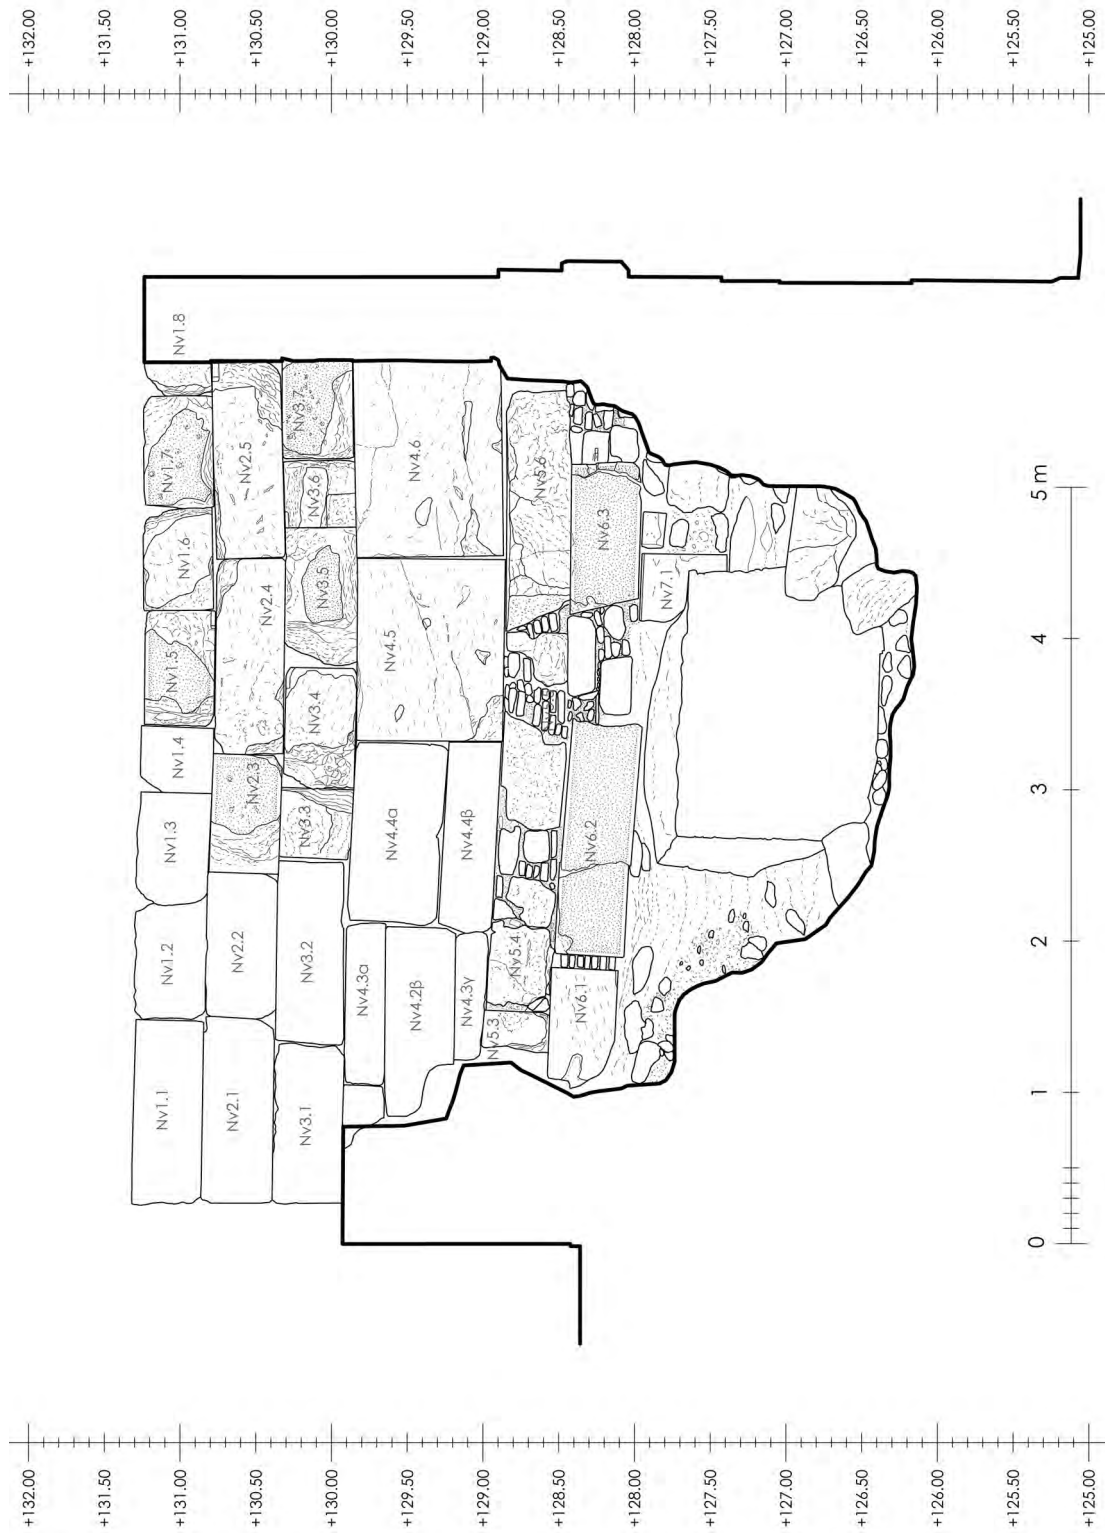 +132.00
+131.50
+131.00
+130.50
+130.00
+129.50
+129.00
+128.50
+128.00
+127.50
+127.00
+126.50
+126.00
+125.50
+125.00
Nv1.1
Nv1.2
Nv1.3
Nv1.4
Nv1.5
Nv1.6
Nv1.7
Nv1.8
Nv2.1
Nv2.2
Nv2.3
Nv2.4
Nv2.5
Nv3.1
Nv3.2
Nv3.3
Nv3.4
Nv3.5
Nv3.6
Nv3.7
Nv4.3α
Nv4.4α
Nv4.5
Nv4.6
Nv4.2β
Nv4.4β
Nv4.3γ
Nv5.3
Nv5.4
Nv5.6
Nv6.1
Nv6.2
Nv6.3
Nv7.1
0 1 2 3 4 5 m
+132.00
+131.50
+131.00
+130.50
+130.00
+129.50
+129.00
+128.50
+128.00
+127.50
+127.00
+126.50
+126.00
+125.50
+125.00